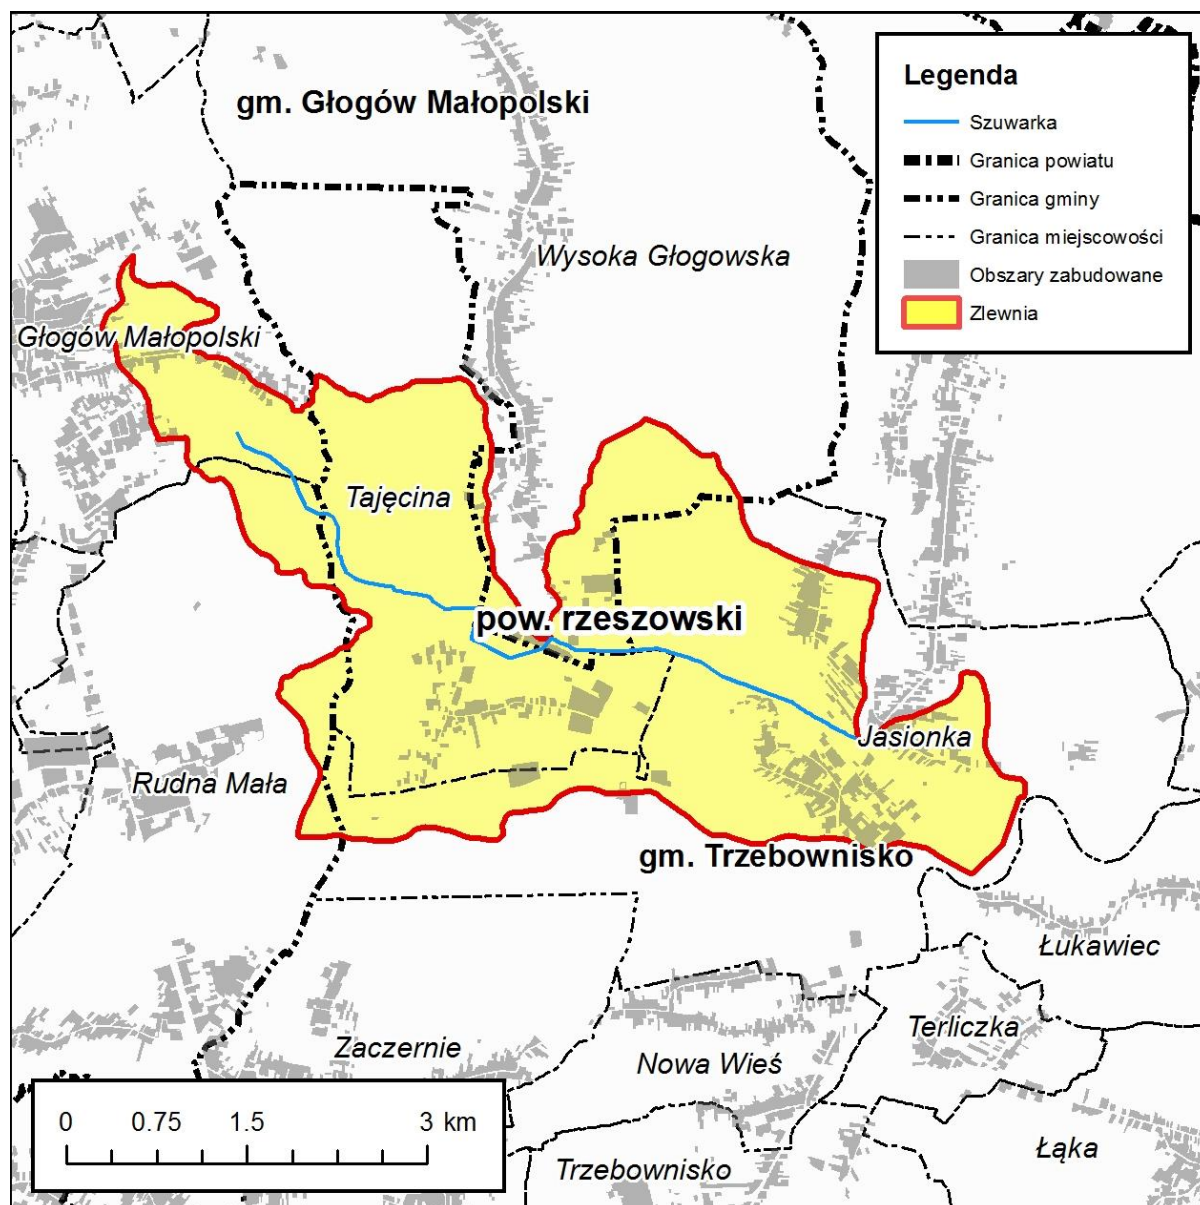 gm. Głogów Małopolski
Legenda
Szuwarka
Granica powiatu
Granica gminy
Granica miejscowości
Obszary zabudowane
Zlewnia
Wysoka Głogowska
Głogów Małopolski
Tajęcina
pow. rzeszowski
Jasionka
Rudna Mała
gm. Trzebownisko
Łukawiec
Terliczka
Zaczernie
Nowa Wieś
Łąka
Trzebownisko
0 0.75 1.5 3 km